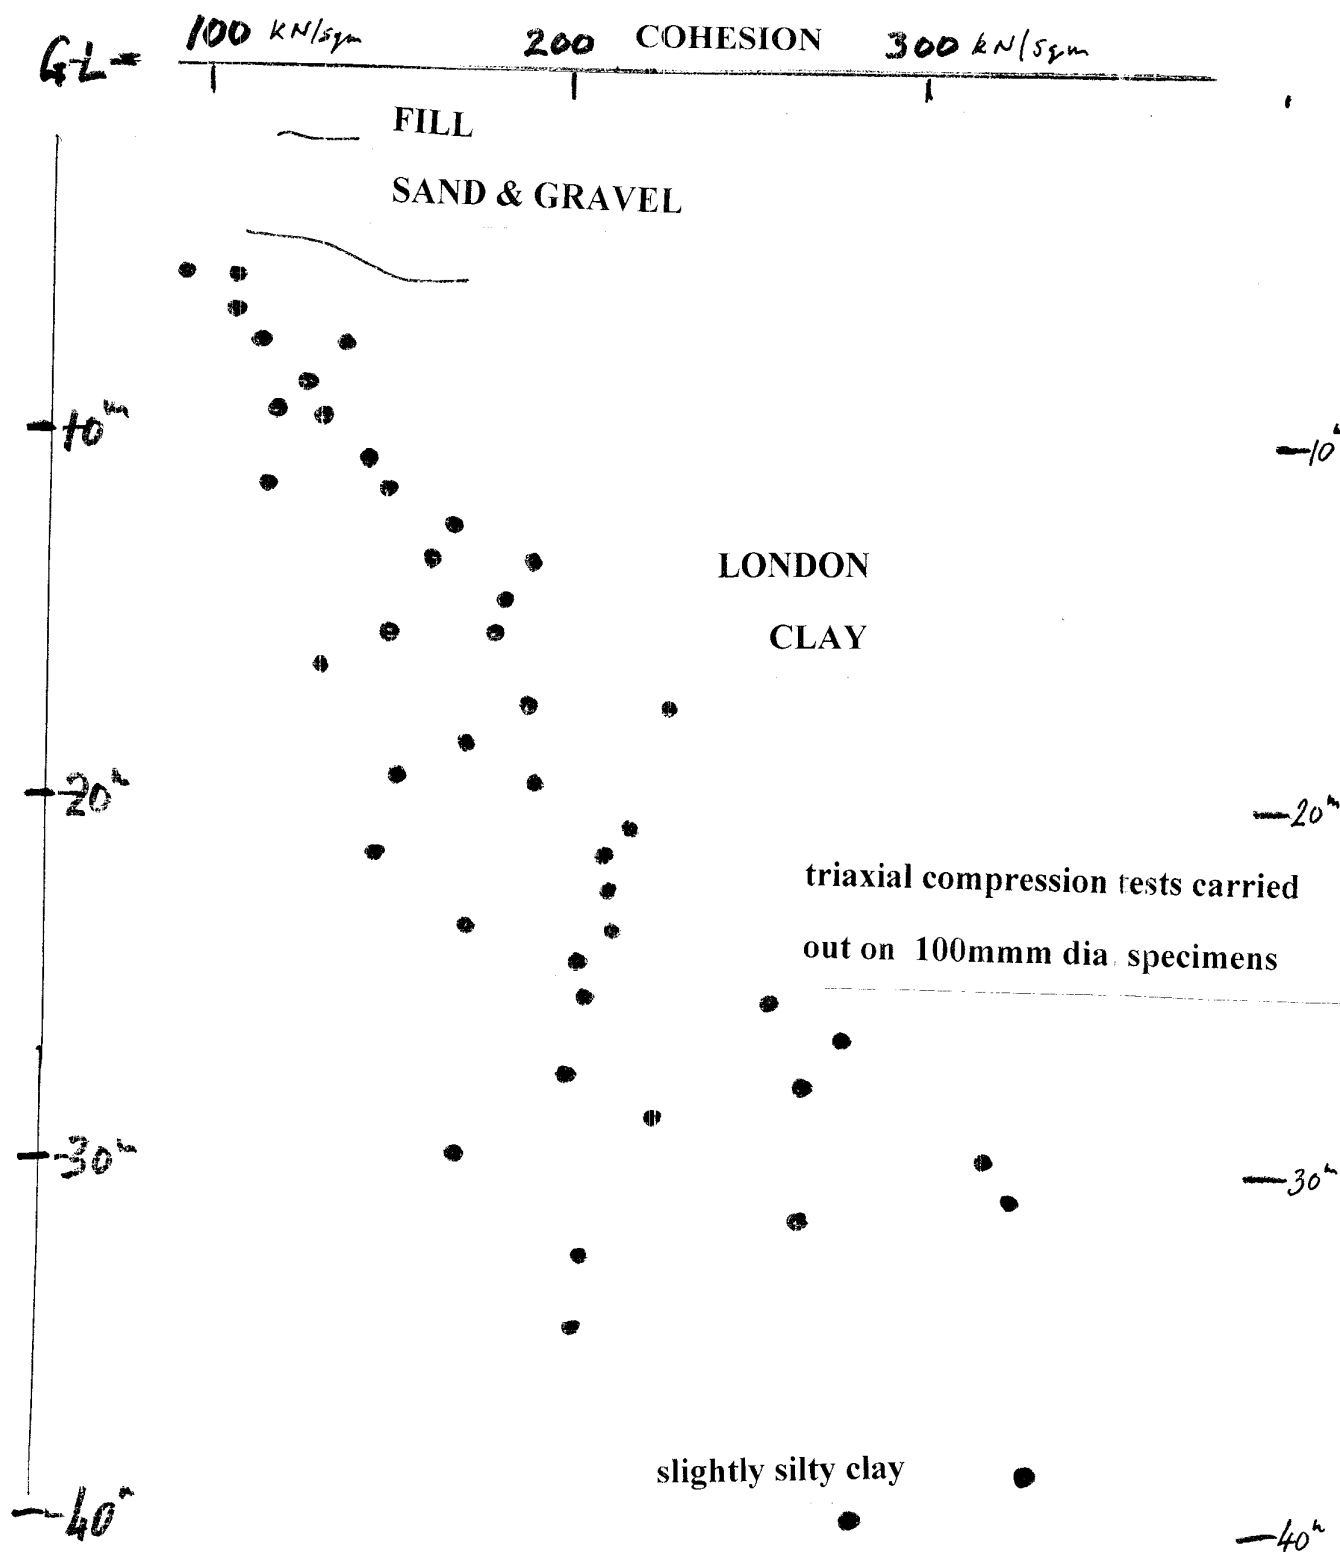 GL 100 kN/sqm 200 COHESION 300 kN/sqm
FILL
SAND & GRAVEL
10m 10
LONDON
CLAY
20m 20m
triaxial compression tests carried
out on 100mmm dia. specimens
30m 30m
slightly silty clay
40m 40m